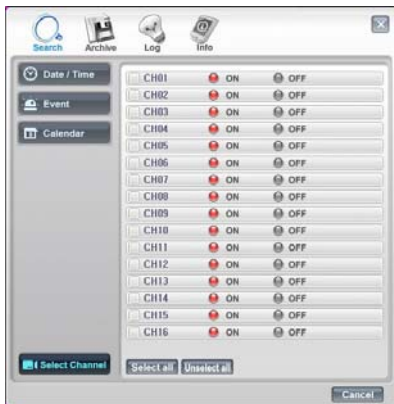 Search Archive Log Info
Date / Time
Event
Calendar
CH01 ON OFF
CH02 ON OFF
CH03 ON OFF
CH04 ON OFF
CH05 ON OFF
CH06 ON OFF
CH07 ON OFF
CH08 ON OFF
CH09 ON OFF
CH10 ON OFF
CH11 ON OFF
CH12 ON OFF
CH13 ON OFF
CH14 ON OFF
CH15 ON OFF
CH16 ON OFF
Select Channel Select all Unselect all
Cancel